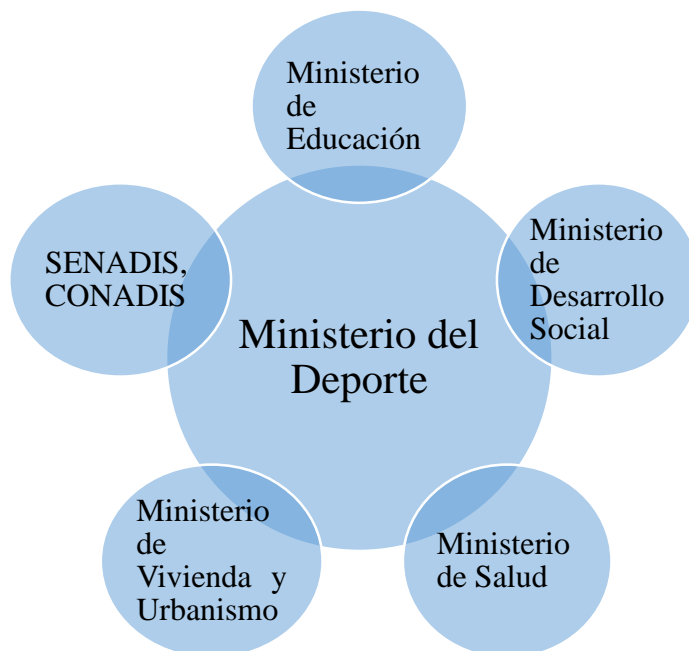 Ministerio
de
Educación
SENADIS,
CONADIS
Ministerio
de
Desarrollo
Social
Ministerio del
Deporte
Ministerio
de
Vivienda y
Urbanismo
Ministerio
de Salud